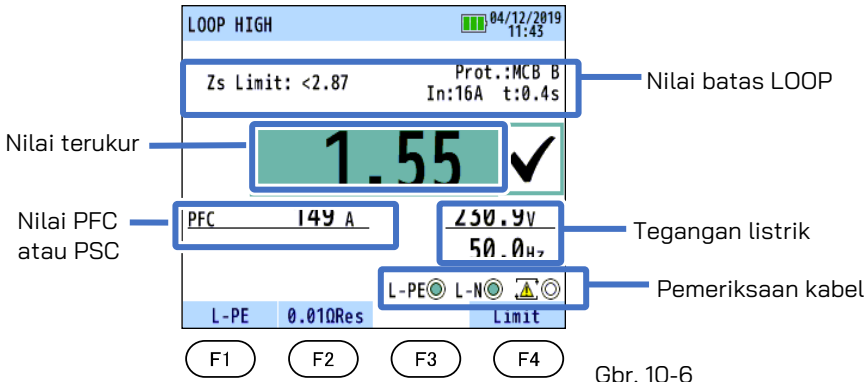 LOOP HIGH
04/12/2019
11:43
Zs Limit: <2.87
Prot.:MCB B
In:16A t:0.4s
Nilai batas LOOP
Nilai terukur
1.55
Nilai PFC
atau PSC
PFC 149 A
230.9V
50.0Hz
Tegangan listrik
L-PE L-N
Pemeriksaan kabel
L-PE 0.01ΩRes Limit
F1 F2 F3 F4
Gbr. 10-6